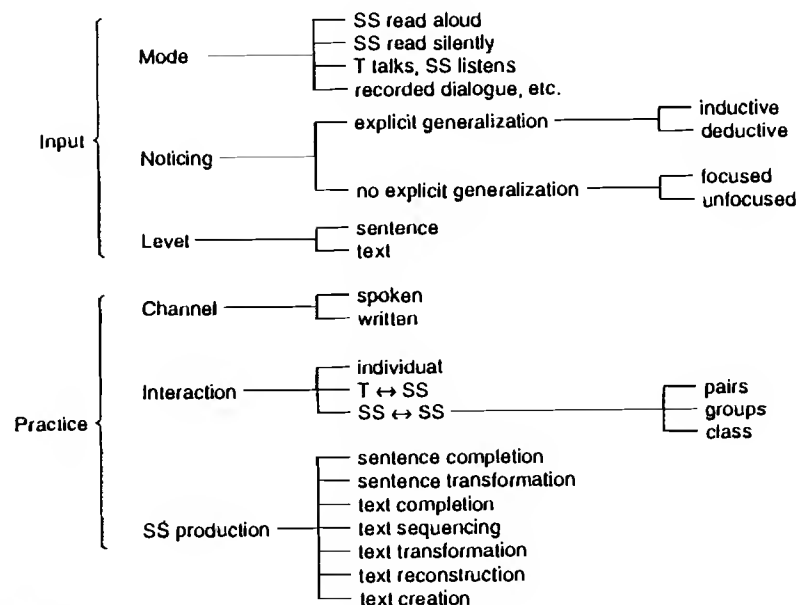 SS read aloud
SS read silently
Mode
T talks, SS listens
recorded dialogue, etc.
inductive
explicit generalization
deductive
Input
Noticing
focused
no explicit generalization
unfocused
sentence
Level
text
spoken
Channel
written
individual
Interaction
T ↔ SS
pairs
SS ↔ SS
groups
class
Practice
sentence completion
sentence transformation
text completion
SS production
text sequencing
text transformation
text reconstruction
text creation